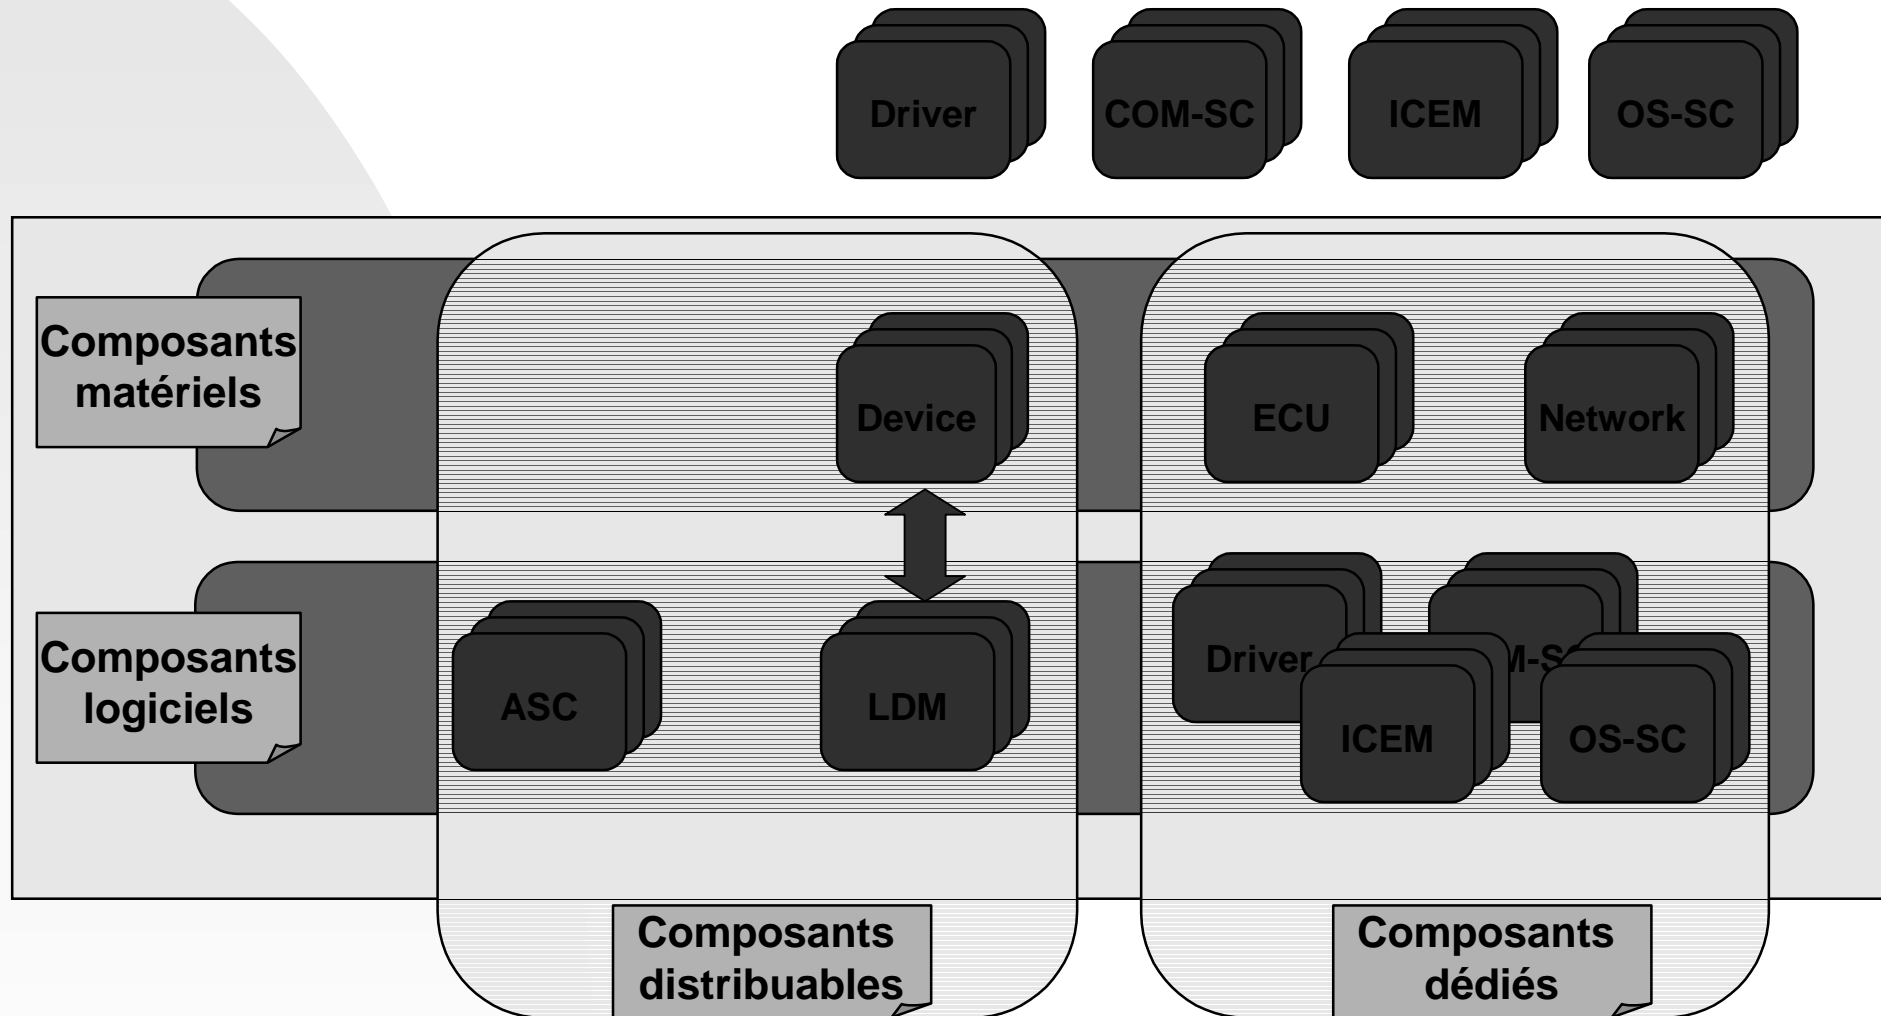 Driver COM-SC ICEM OS-SC
Composants
matériels
Device ECU Network
Composants
logiciels
ASC LDM Driver M-S
ICEM OS-SC
Composants
distribuables
Composants
dédiés